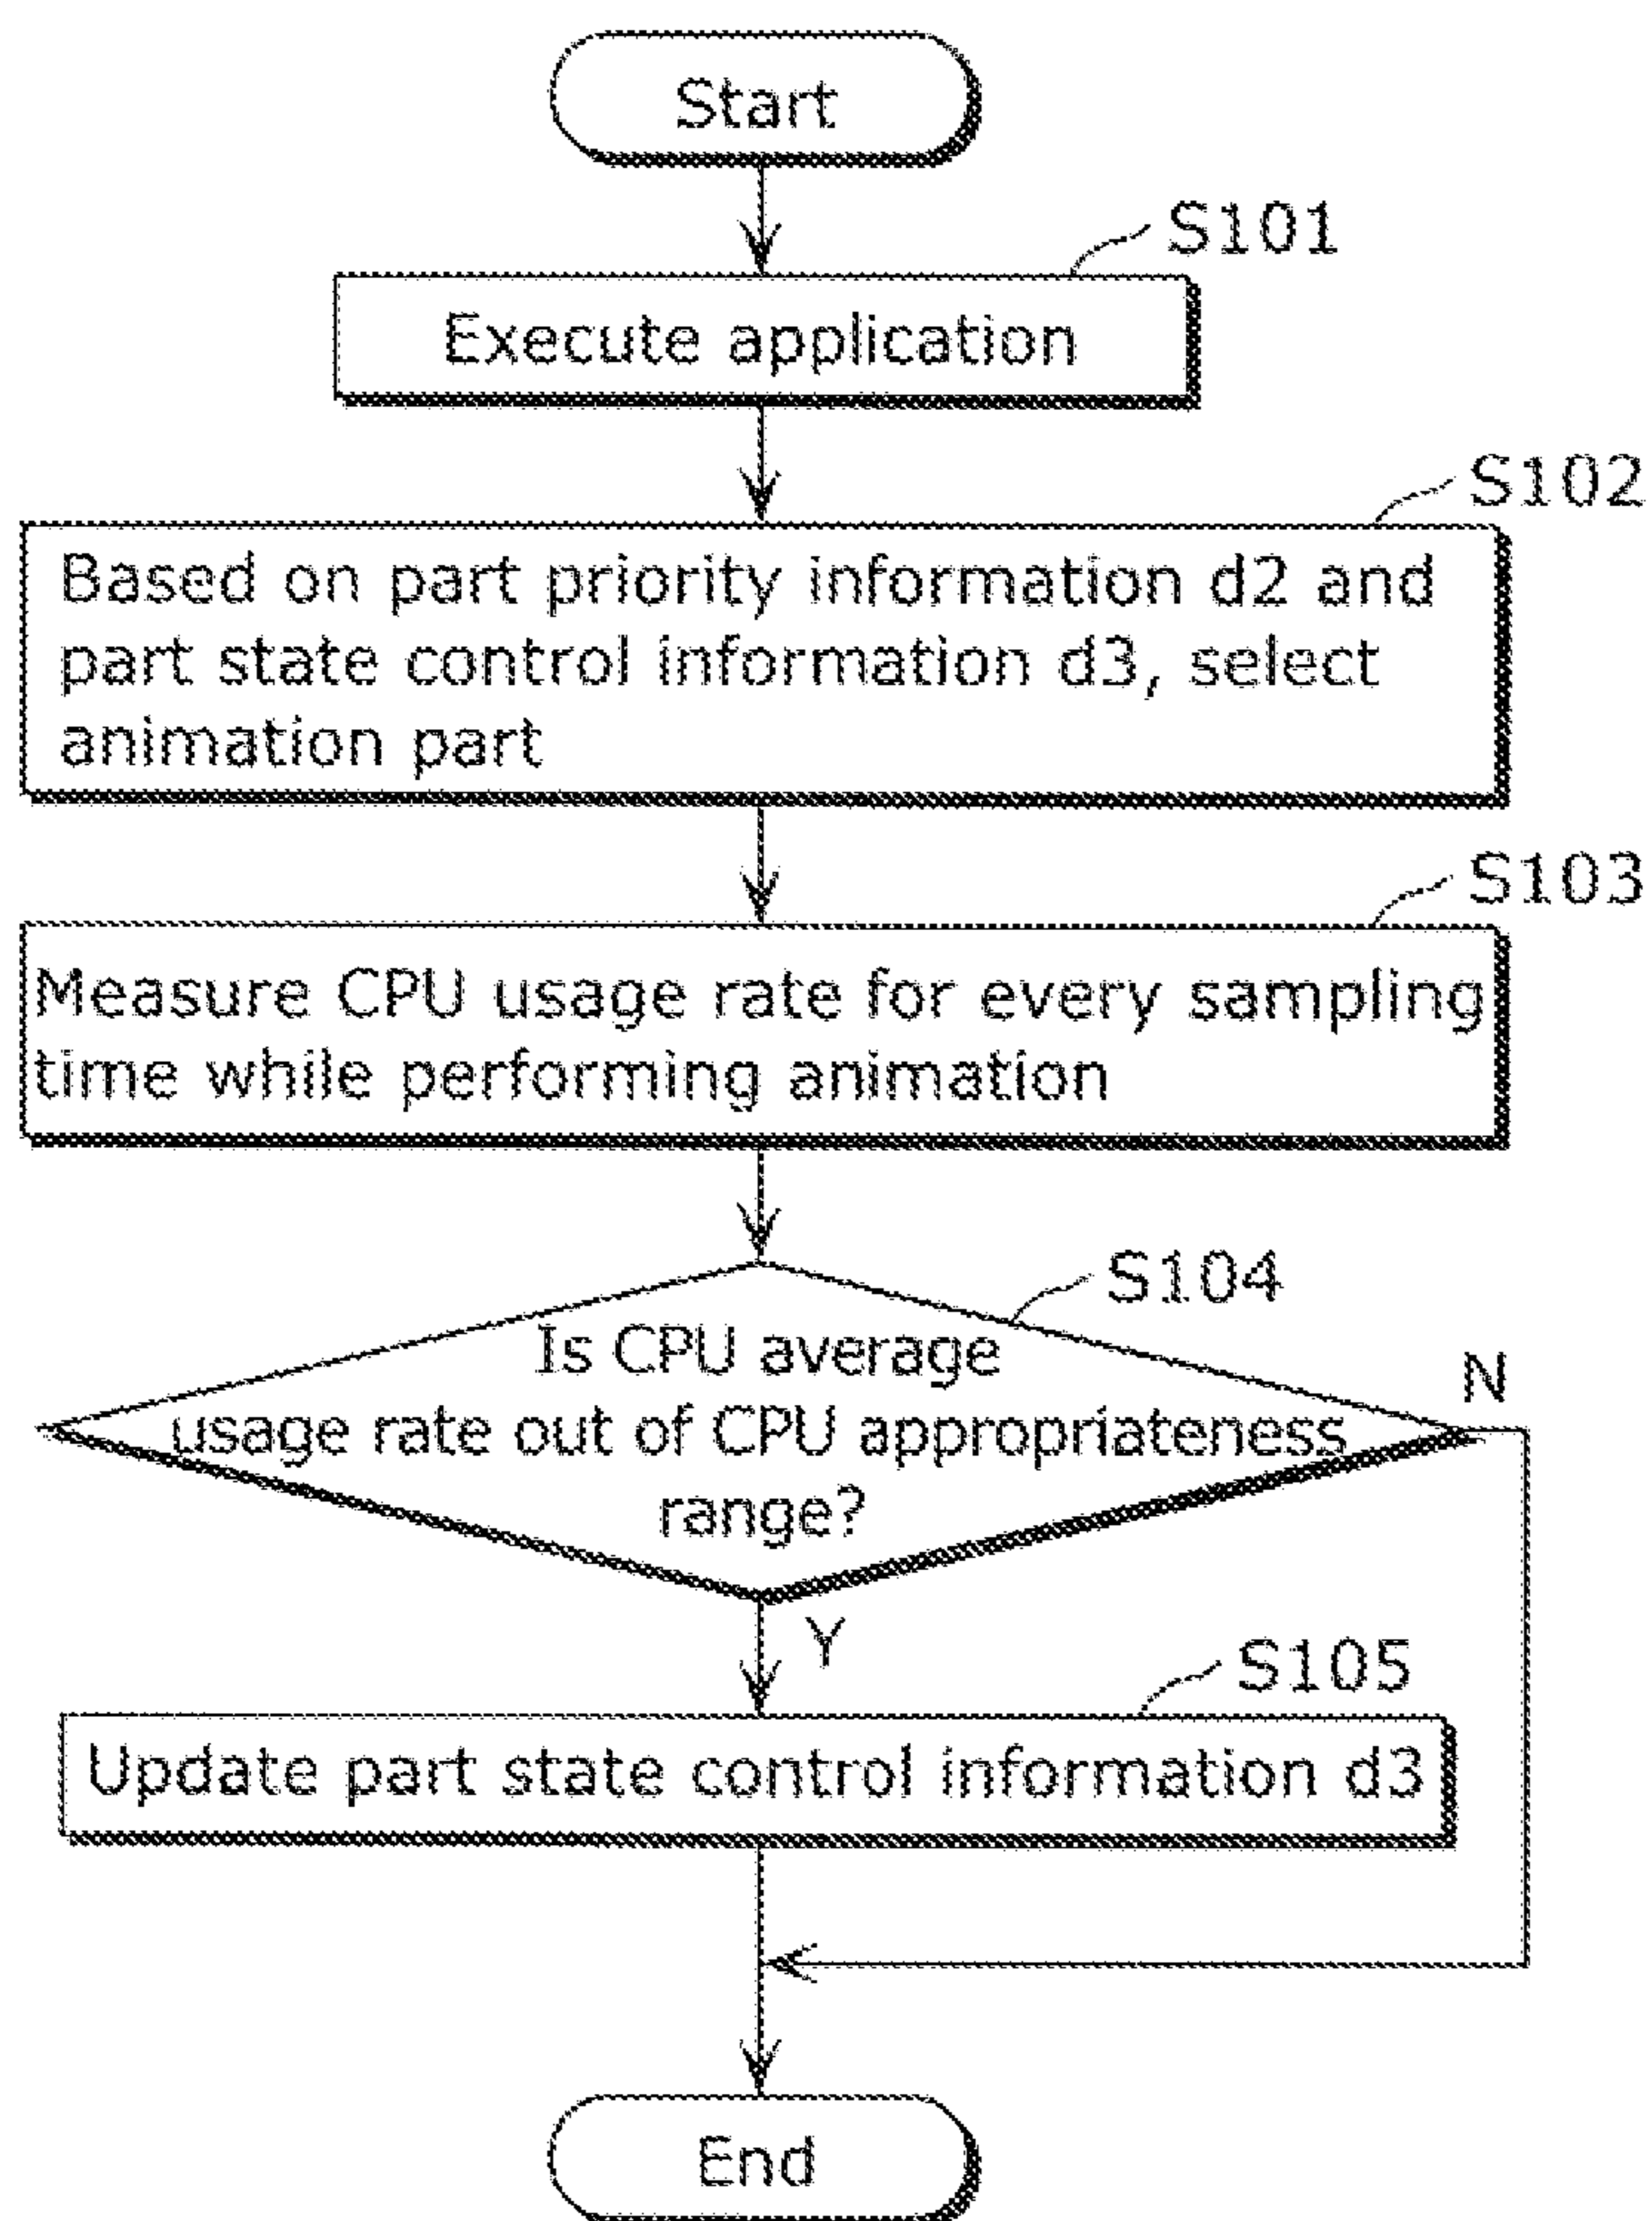 Start
S101
Execute application
S102
Based on part priority information d2 and
part state control information d3, select
animation part
S103
Measure CPU usage rate for every sampling
time while performing animation
S104
Is CPU average
usage rate out of CPU appropriateness
range?
N
Y
S105
Update part state control information d3
End